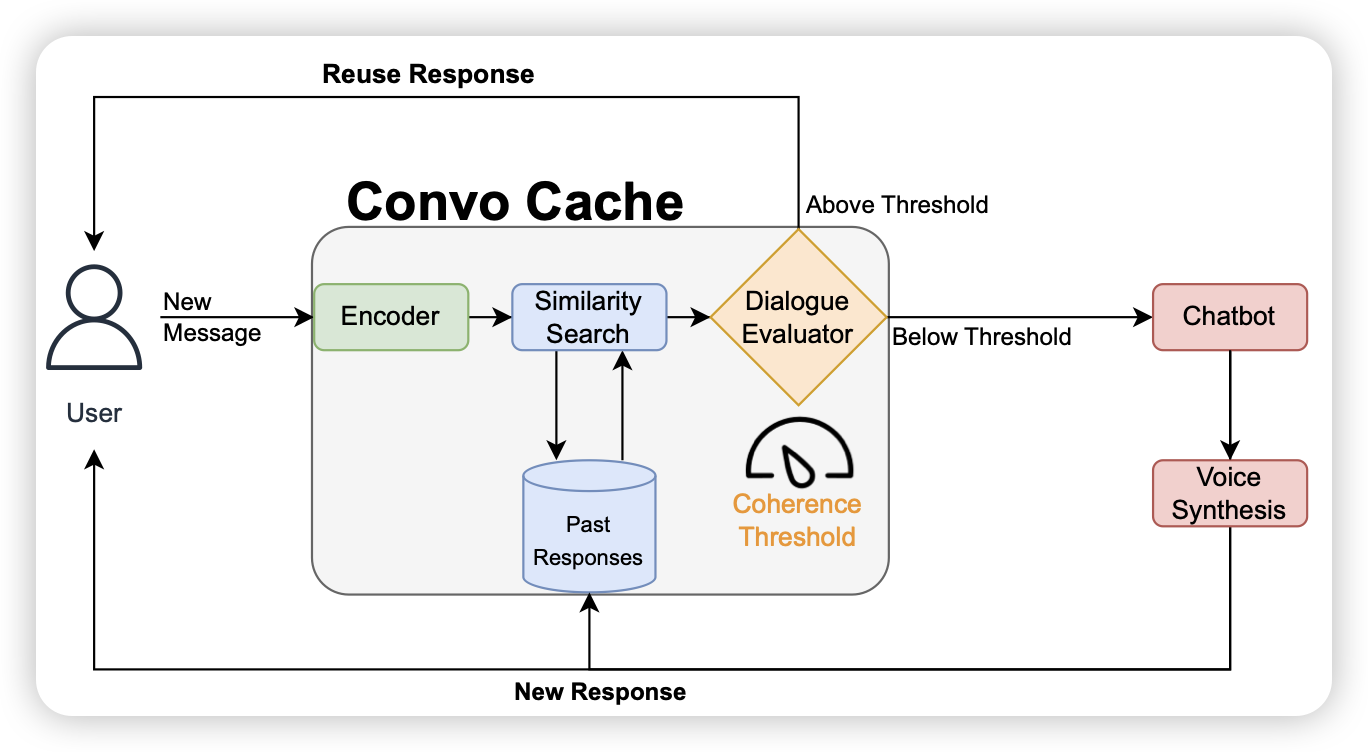 Reuse Response
Convo Cache
Above Threshold
New
Message
Encoder
Similarity
Search
Dialogue
Evaluator
Below Threshold
Chatbot
User
Past
Responses
Coherence
Threshold
Voice
Synthesis
New Response